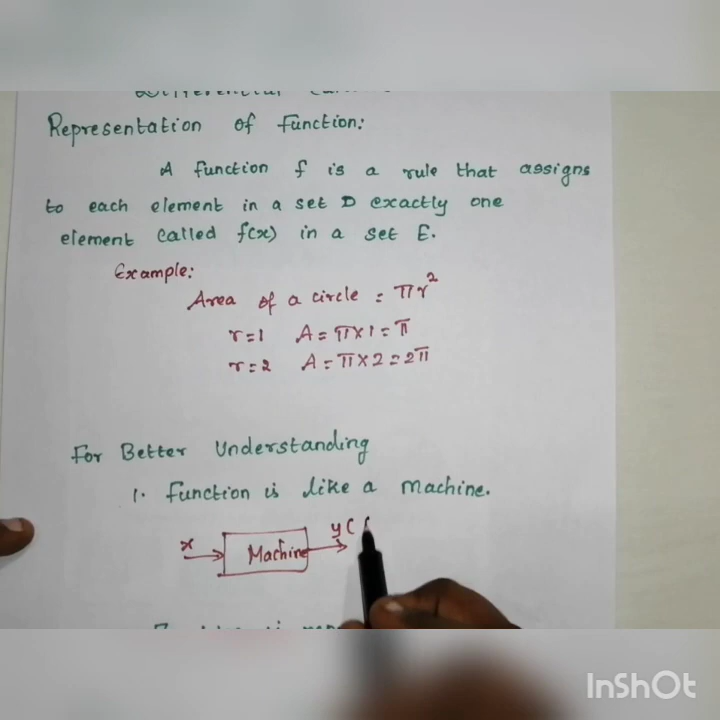 Representation of Function:
A function f is a rule that assigns
to each element in a set D exactly one
element called f(x) in a set E.
Example:
Area of a circle = πr²
r=1 A = π×1 = π
r=2 A = π×2 = 2π
For Better Understanding
1. Function is like a machine.
x Machine y(
InShOt